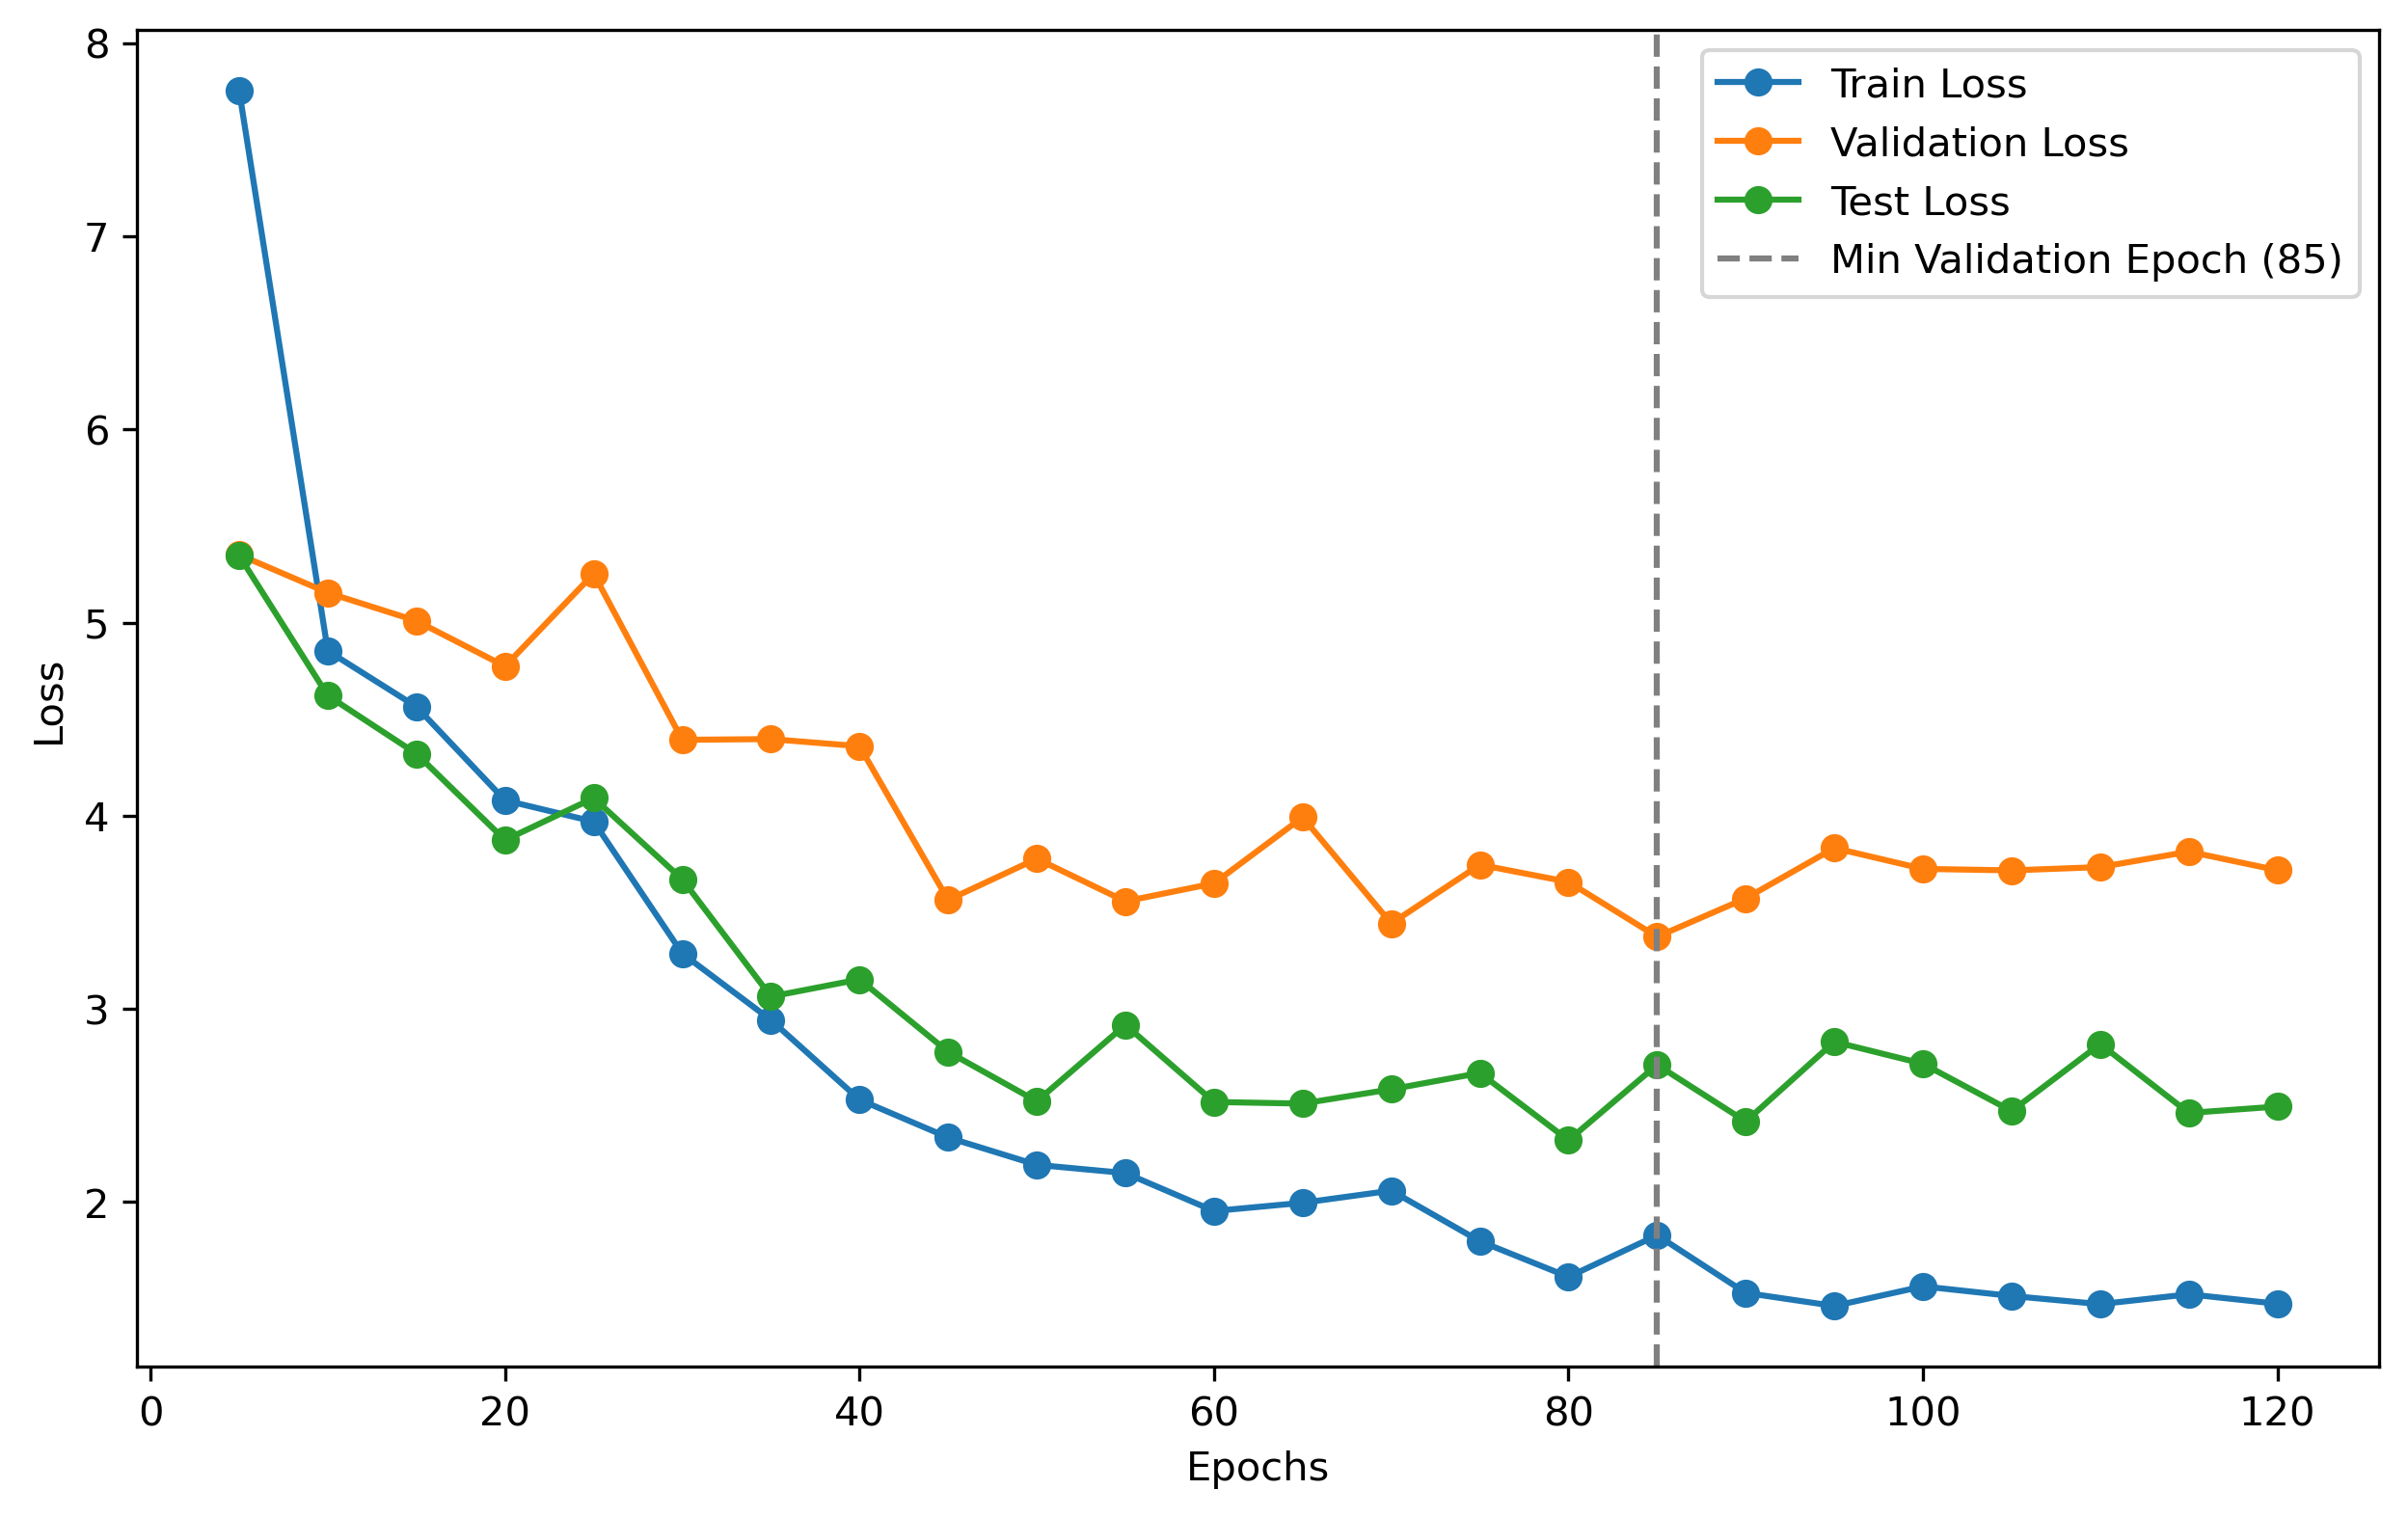 8
7
6
5
4
3
2
Loss
0 20 40 60 80 100 120
Epochs
Train Loss
Validation Loss
Test Loss
Min Validation Epoch (85)